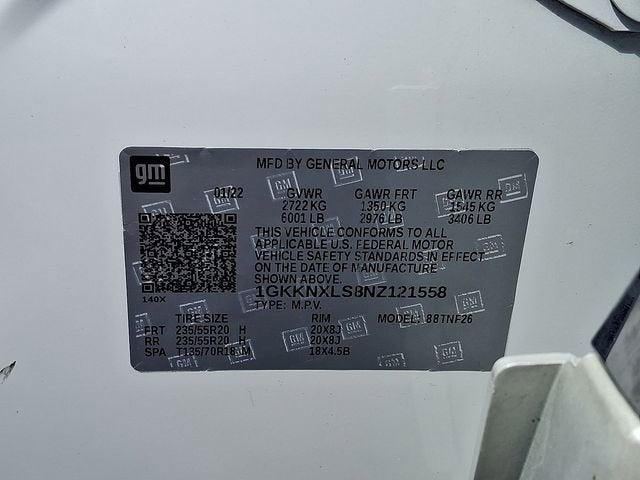 gm
MFD BY GENERAL MOTORS LLC
01/22 GVWR GAWR FRT GAWR RR
2722 KG 1350 KG 1545 KG
6001 LB 2976 LB 3406 LB
THIS VEHICLE CONFORMS TO ALL
APPLICABLE U.S. FEDERAL MOTOR
VEHICLE SAFETY STANDARDS IN EFFECT
ON THE DATE OF MANUFACTURE
SHOWN ABOVE.
140X
1GKKNXLS8NZ121558
TYPE: M.P.V.
TIRE SIZE RIM MODEL: 88TNF26
FRT 235/55R20 H 20X8J
RR 235/55R20 H 20X8J
SPA T135/70R18 M 18X4.5B